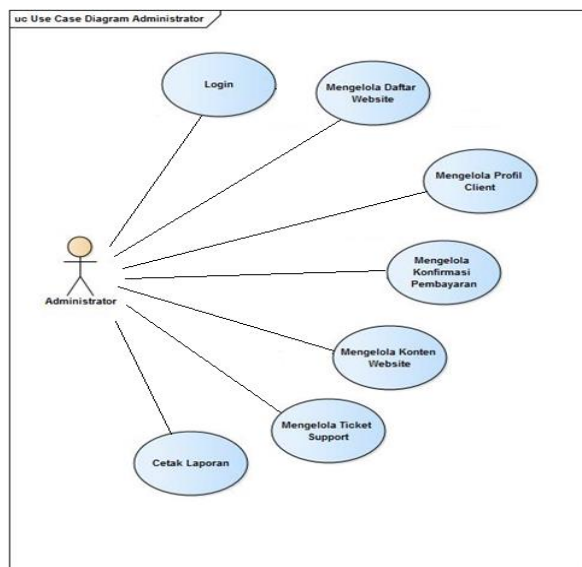 uc Use Case Diagram Administrator
Login
Mengelola Daftar
Website
Mengelola Profil
Client
Mengelola
Konfirmasi
Pembayaran
Administrator
Mengelola Konten
Website
Mengelola Ticket
Support
Cetak Laporan